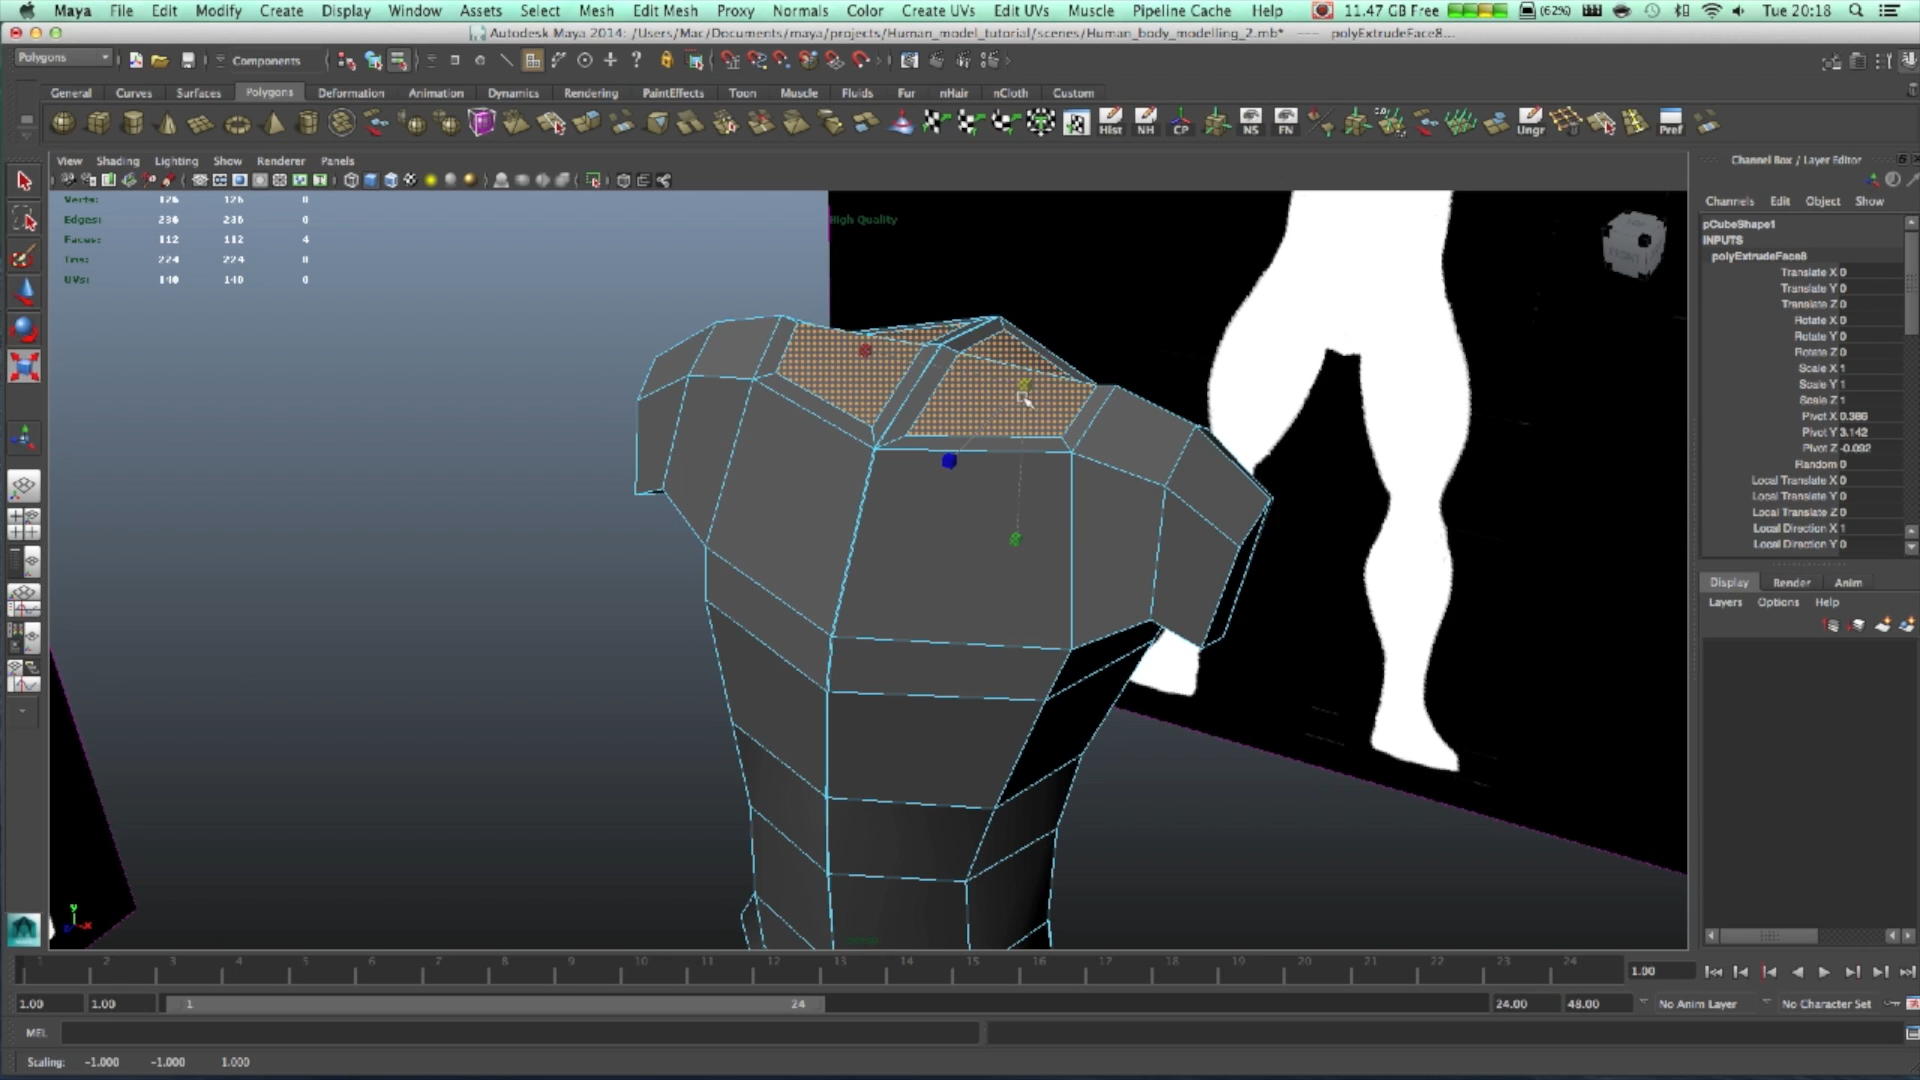 Maya File Edit Modify Create Display Window Assets Select Mesh Edit Mesh Proxy Normals Color Create UVs Edit UVs Muscle Pipeline Cache Help 11.47 GB Free (62%) Tue 20:18
Autodesk Maya 2014: /Users/Mac/Documents/maya/projects/Human_model_tutorial/scenes/Human_body_modelling_2.mb* --- polyExtrudeFace8...
Polygons Components
General Curves Surfaces Polygons Deformation Animation Dynamics Rendering PaintEffects Toon Muscle Fluids Fur nHair nCloth Custom
Hist NH CP NS FN Ungr Pref
View Shading Lighting Show Renderer Panels
Channel Box / Layer Editor
Verts: 126 126 0
Edges: 236 236 0
Faces: 112 112 4
Tris: 224 224 0
UVs: 140 140 0
High Quality
Channels Edit Object Show
pCubeShape1
INPUTS
polyExtrudeFace8
Translate X 0
Translate Y 0
Translate Z 0
Rotate X 0
Rotate Y 0
Rotate Z 0
Scale X 1
Scale Y 1
Scale Z 1
Pivot X 0.386
Pivot Y 3.142
Pivot Z -0.092
Random 0
Local Translate X 0
Local Translate Y 0
Local Translate Z 0
Local Direction X 1
Local Direction Y 0
Display Render Anim
Layers Options Help
y
x
persp
1 2 3 4 5 6 7 8 9 10 11 12 13 14 15 16 17 18 19 20 21 22 23 24 1.00
1.00 1.00 1 24 24.00 48.00 No Anim Layer No Character Set
MEL
Scaling: -1.000 -1.000 1.000